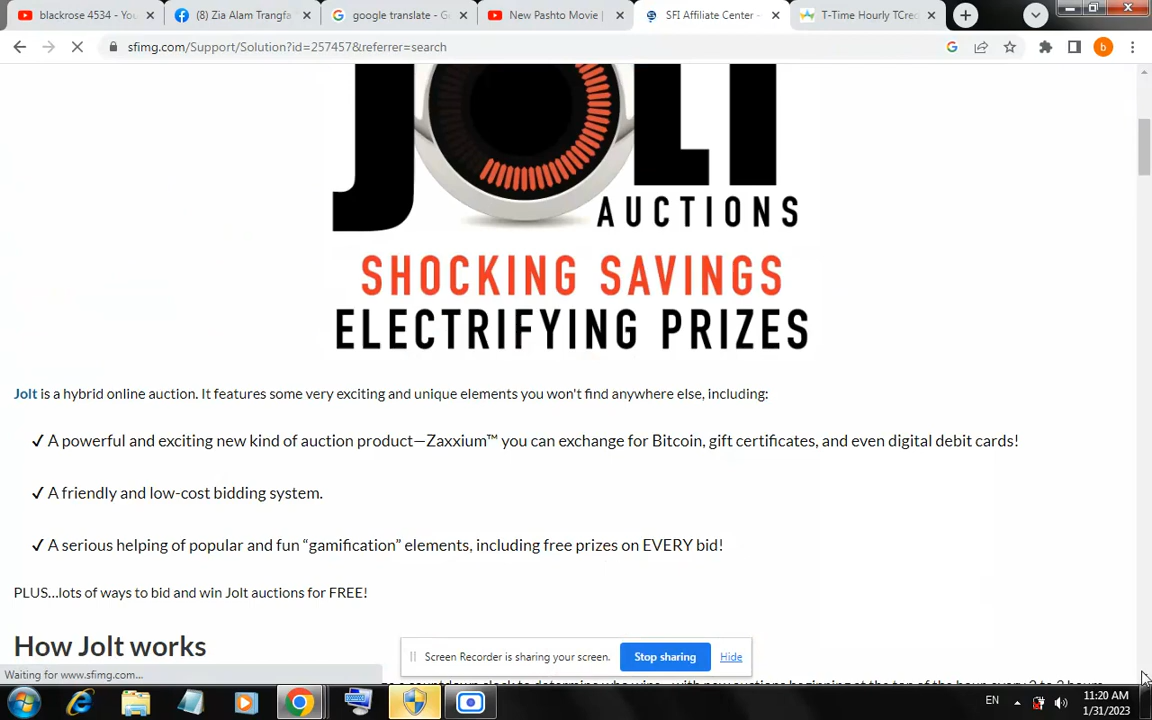 blackrose 4534 - You
(8) Zia Alam Trangfa
google translate - G
New Pashto Movie |
SFI Affiliate Center -
T-Time Hourly TCred
sfimg.com/Support/Solution?id=257457&referrer=search
b
JOLT
AUCTIONS
SHOCKING SAVINGS
ELECTRIFYING PRIZES
Jolt is a hybrid online auction. It features some very exciting and unique elements you won't find anywhere else, including:
✓ A powerful and exciting new kind of auction product—Zaxxium™ you can exchange for Bitcoin, gift certificates, and even digital debit cards!
✓ A friendly and low-cost bidding system.
✓ A serious helping of popular and fun “gamification” elements, including free prizes on EVERY bid!
PLUS...lots of ways to bid and win Jolt auctions for FREE!
How Jolt works
Screen Recorder is sharing your screen.
Stop sharing
Hide
Waiting for www.sfimg.com...
EN
11:20 AM
1/31/2023